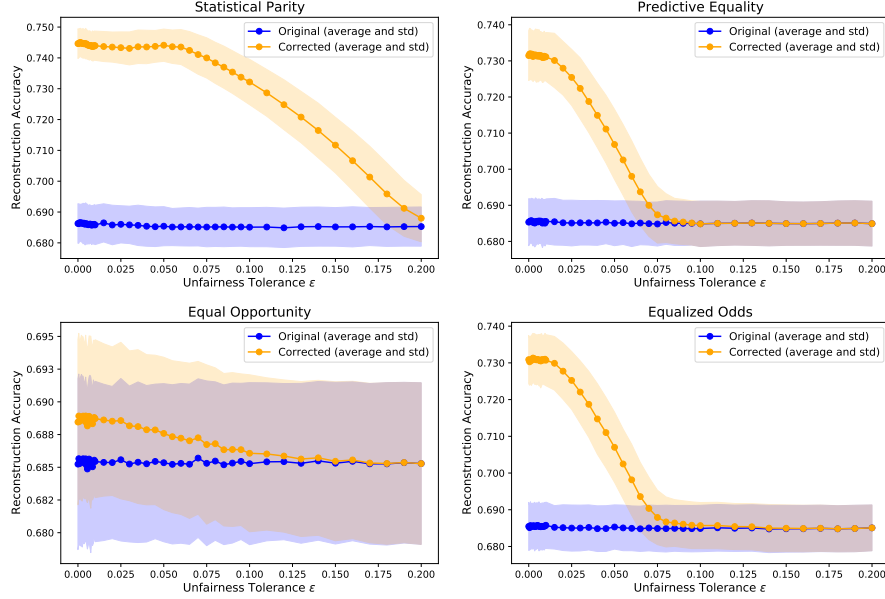 Statistical Parity
Original (average and std)
Corrected (average and std)
Reconstruction Accuracy
0.750
0.740
0.730
0.720
0.710
0.700
0.690
0.680
0.000 0.025 0.050 0.075 0.100 0.125 0.150 0.175 0.200
Unfairness Tolerance ε
Predictive Equality
Original (average and std)
Corrected (average and std)
Reconstruction Accuracy
0.740
0.730
0.720
0.710
0.700
0.690
0.680
0.000 0.025 0.050 0.075 0.100 0.125 0.150 0.175 0.200
Unfairness Tolerance ε
Equal Opportunity
Original (average and std)
Corrected (average and std)
Reconstruction Accuracy
0.695
0.693
0.690
0.688
0.685
0.682
0.680
0.000 0.025 0.050 0.075 0.100 0.125 0.150 0.175 0.200
Unfairness Tolerance ε
Equalized Odds
Original (average and std)
Corrected (average and std)
Reconstruction Accuracy
0.740
0.730
0.720
0.710
0.700
0.690
0.680
0.000 0.025 0.050 0.075 0.100 0.125 0.150 0.175 0.200
Unfairness Tolerance ε